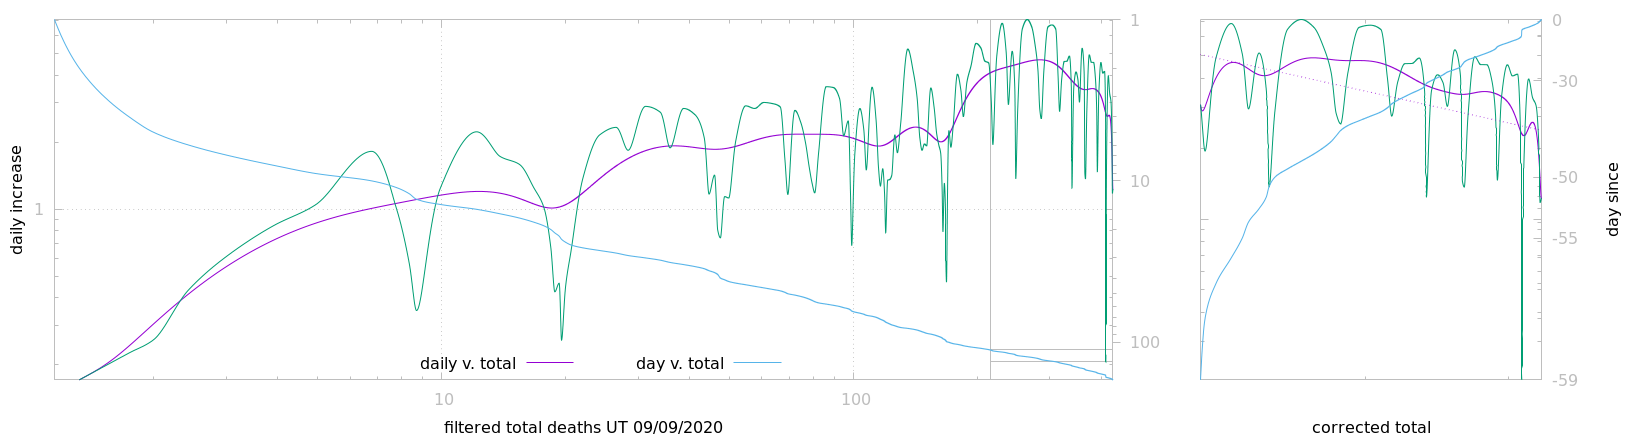 1
0
daily increase
1
10
100
-30
-50
-55
-59
day since
daily v. total
day v. total
10
100
filtered total deaths UT 09/09/2020
corrected total